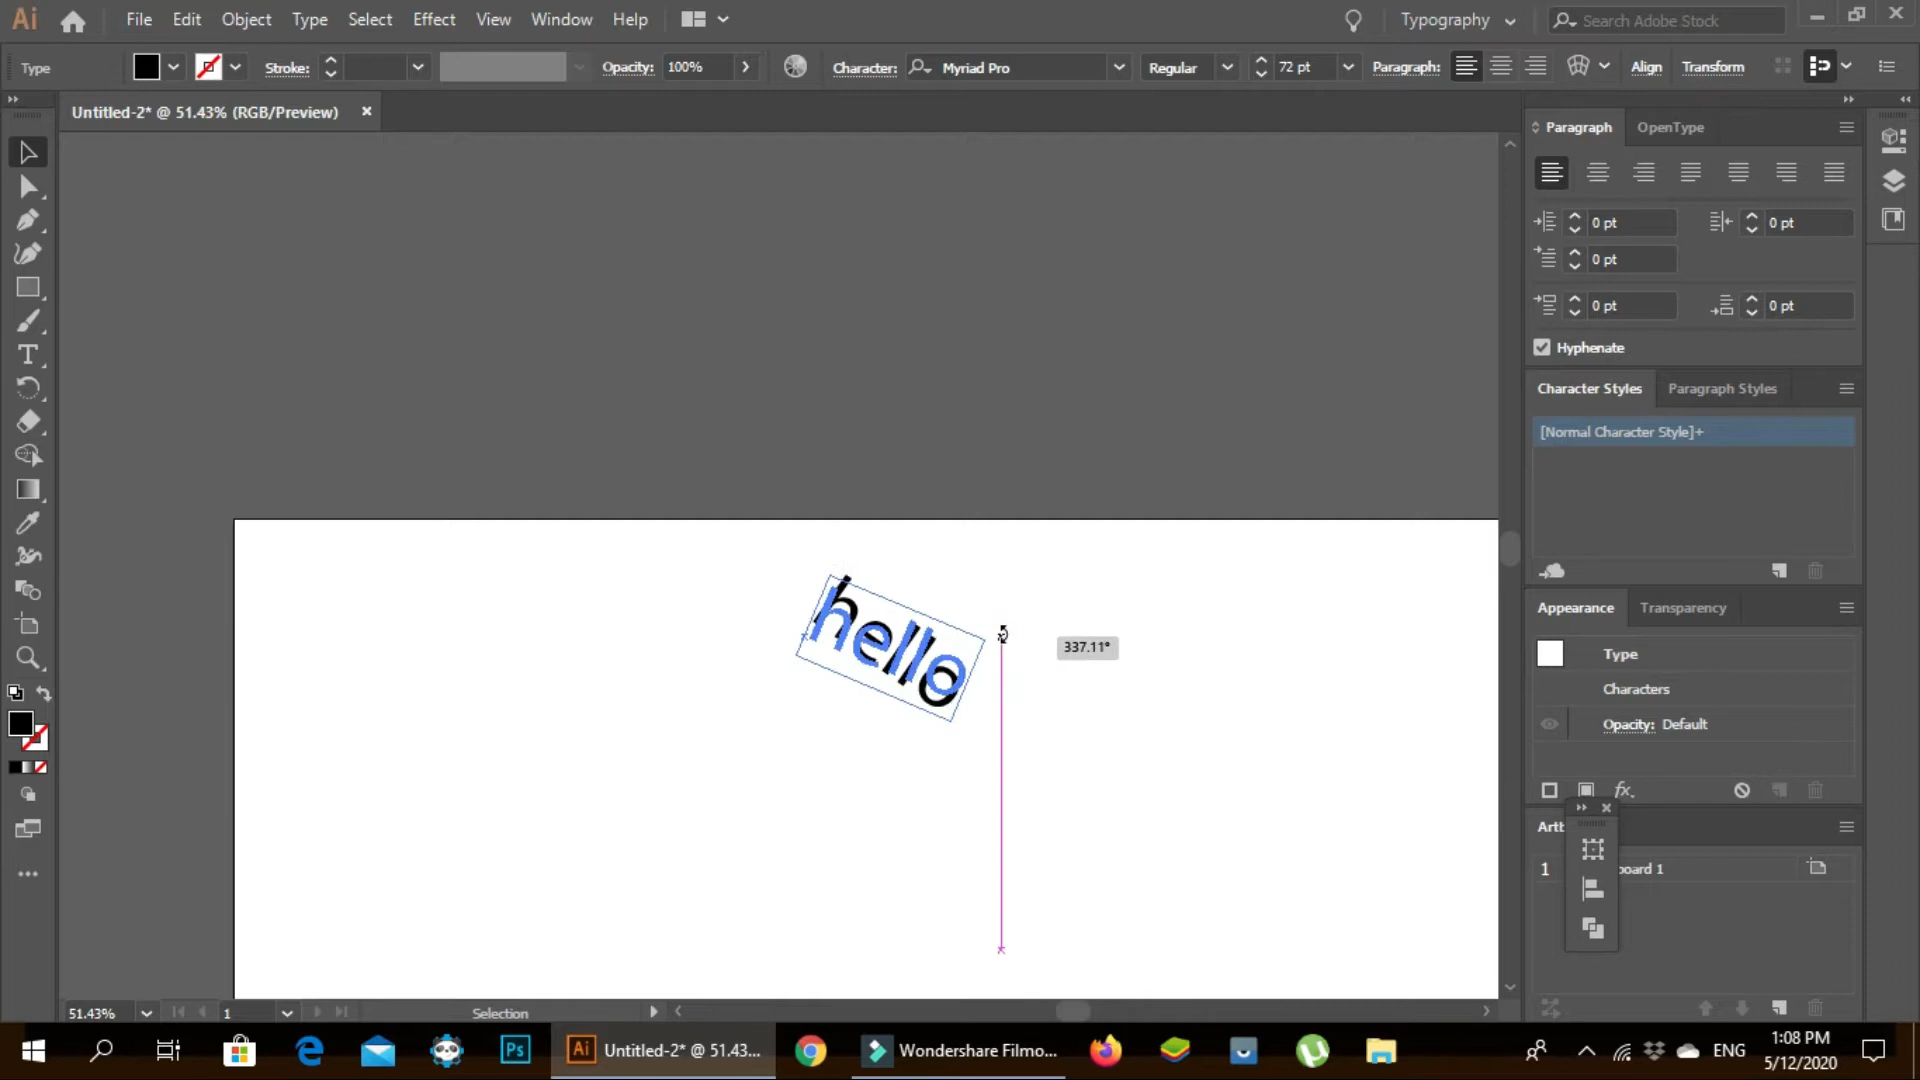 Ai File Edit Object Type Select Effect View Window Help Typography Search Adobe Stock
Type Stroke: Opacity: 100% Character: Myriad Pro Regular 72 pt Paragraph: Align Transform
Untitled-2* @ 51.43% (RGB/Preview)
Paragraph OpenType
0 pt 0 pt
0 pt
0 pt 0 pt
Hyphenate
Character Styles Paragraph Styles
[Normal Character Style]+
Appearance Transparency
Type
Characters
Opacity: Default
fx
Artb
1 board 1
hello
337.11°
51.43% 1 Selection
Ps Ai Untitled-2* @ 51.43... Wondershare Filmo... ENG 1:08 PM
5/12/2020